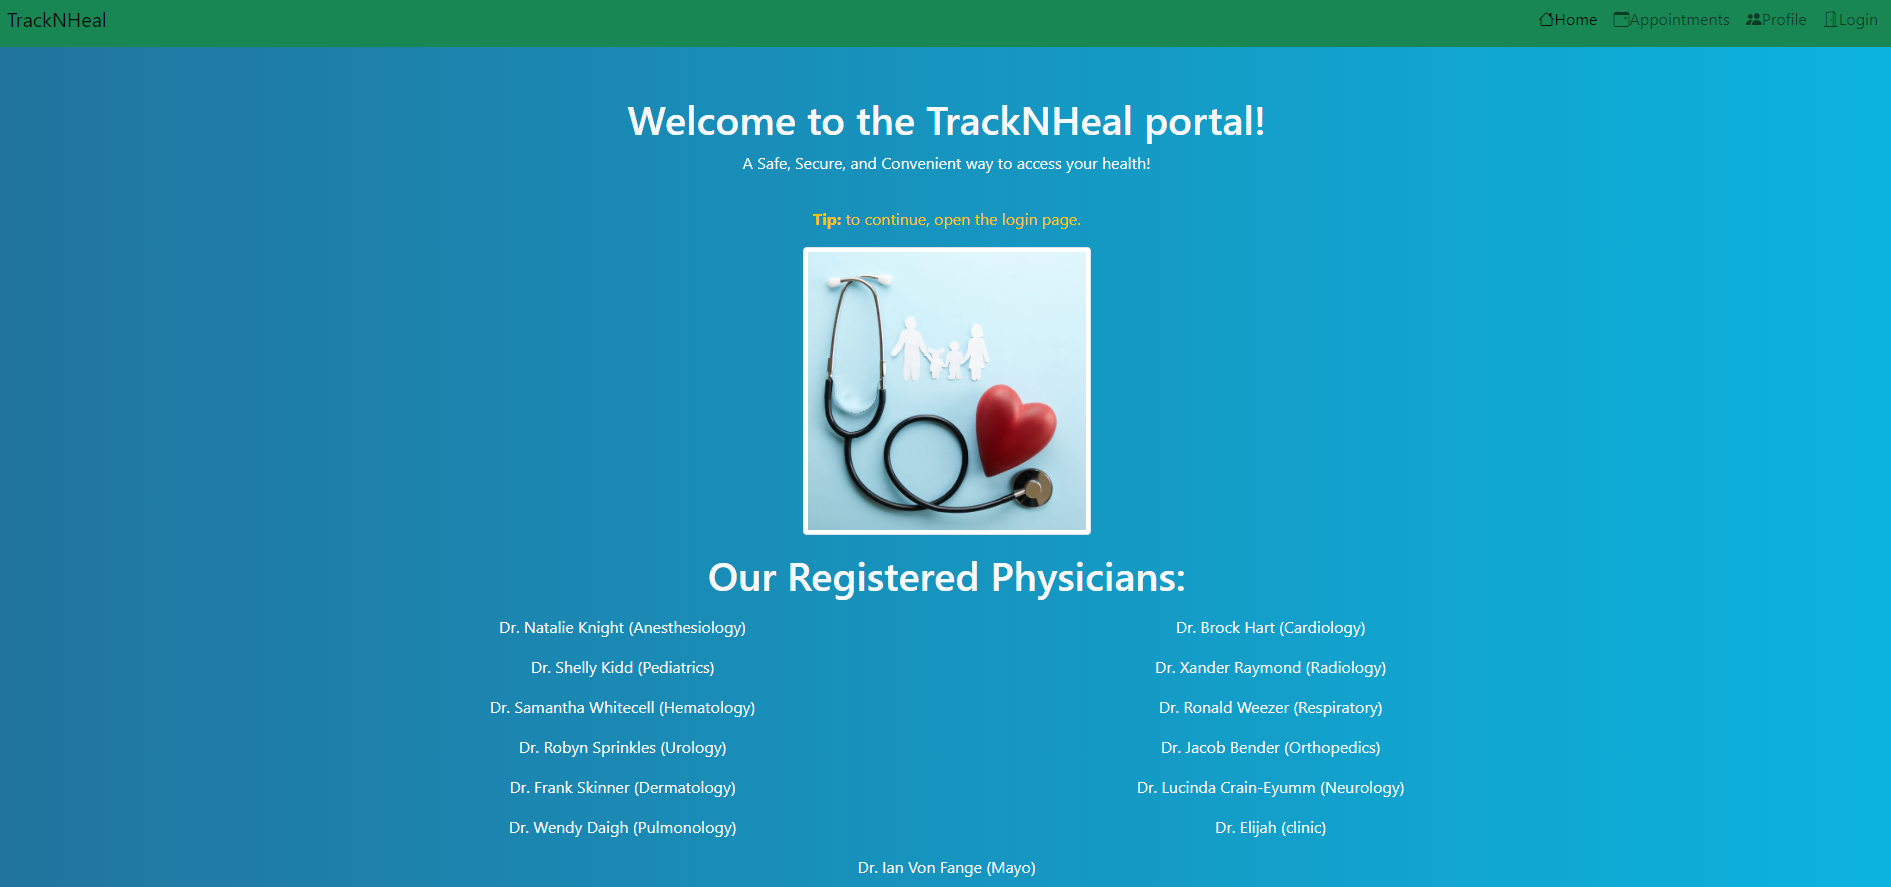 TrackNHeal
Home Appointments Profile Login
Welcome to the TrackNHeal portal!
A Safe, Secure, and Convenient way to access your health!
Tip: to continue, open the login page.
Our Registered Physicians:
Dr. Natalie Knight (Anesthesiology)
Dr. Brock Hart (Cardiology)
Dr. Shelly Kidd (Pediatrics)
Dr. Xander Raymond (Radiology)
Dr. Samantha Whitecell (Hematology)
Dr. Ronald Weezer (Respiratory)
Dr. Robyn Sprinkles (Urology)
Dr. Jacob Bender (Orthopedics)
Dr. Frank Skinner (Dermatology)
Dr. Lucinda Crain-Eyumm (Neurology)
Dr. Wendy Daigh (Pulmonology)
Dr. Elijah (clinic)
Dr. Ian Von Fange (Mayo)